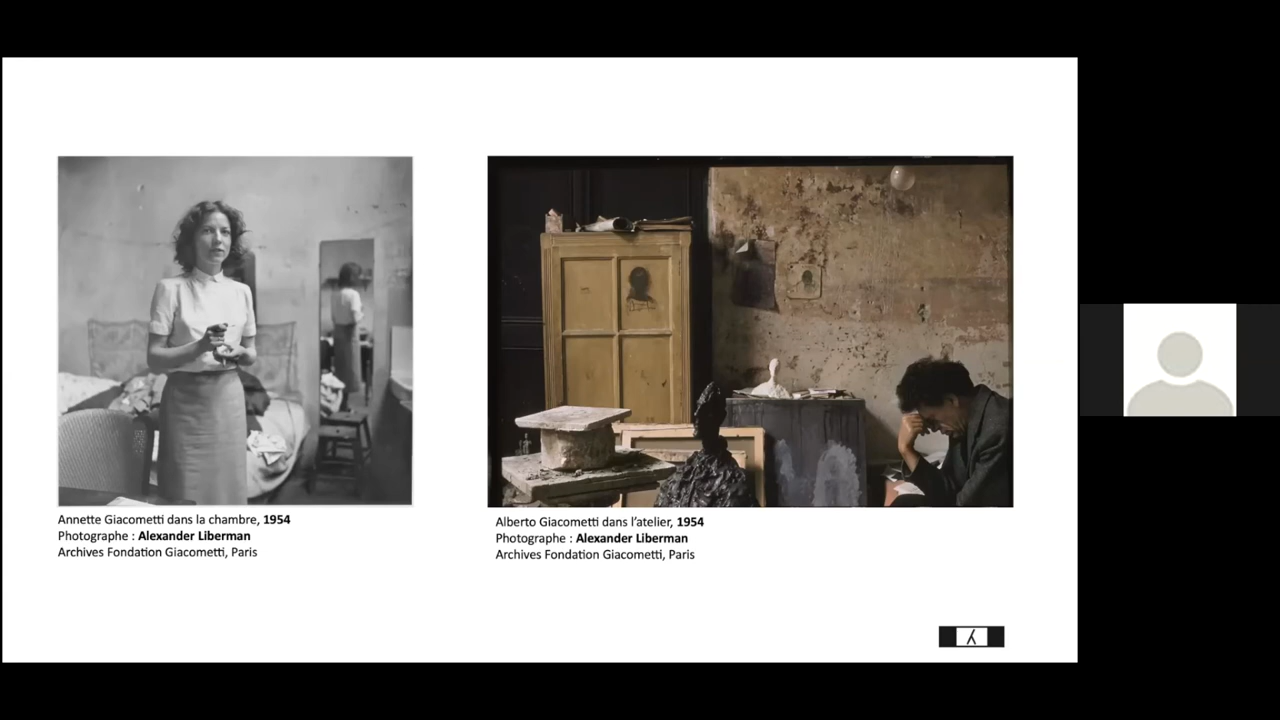 Annette Giacometti dans la chambre, 1954
Photographe : Alexander Liberman
Archives Fondation Giacometti, Paris
Alberto Giacometti dans l’atelier, 1954
Photographe : Alexander Liberman
Archives Fondation Giacometti, Paris